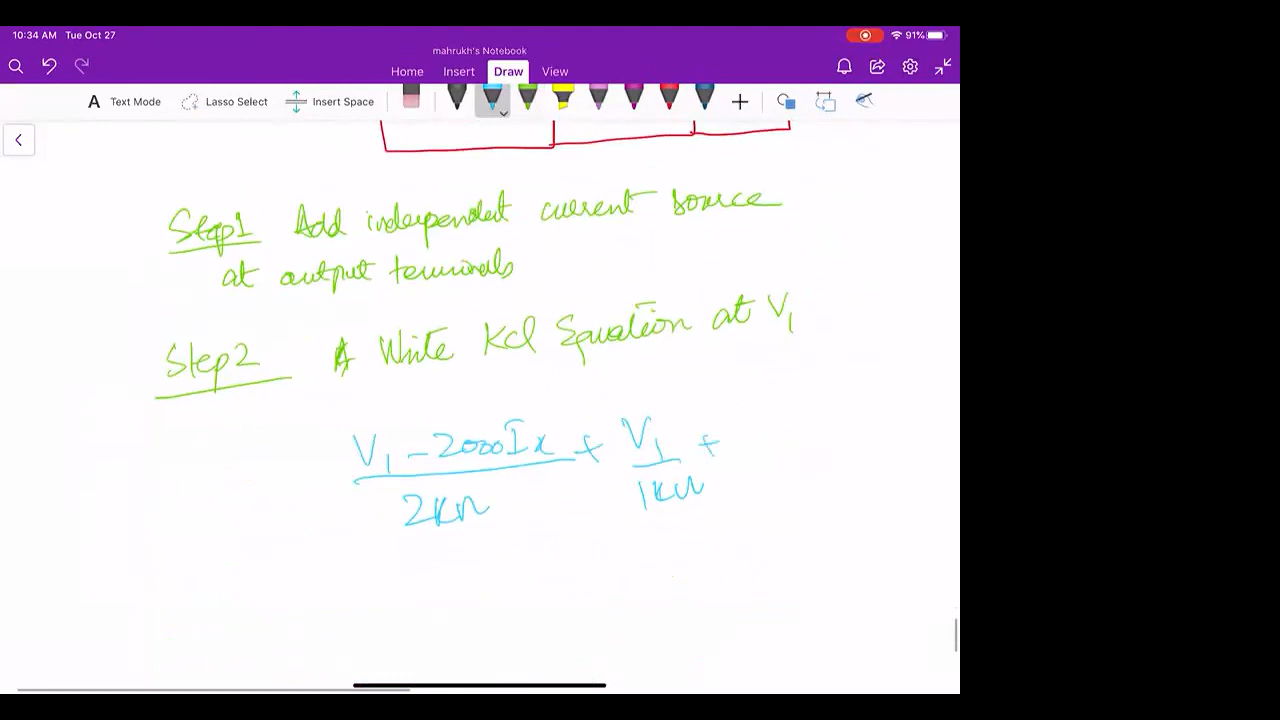 10:34 AM Tue Oct 27
91%
mahrukh's Notebook
Home Insert Draw View
A Text Mode Lasso Select Insert Space
Step1 Add independent current source
at output terminals
Step2 Write KCl Equation at V1
V1 - 2000Ix + V1 +
2KΩ 1KΩ